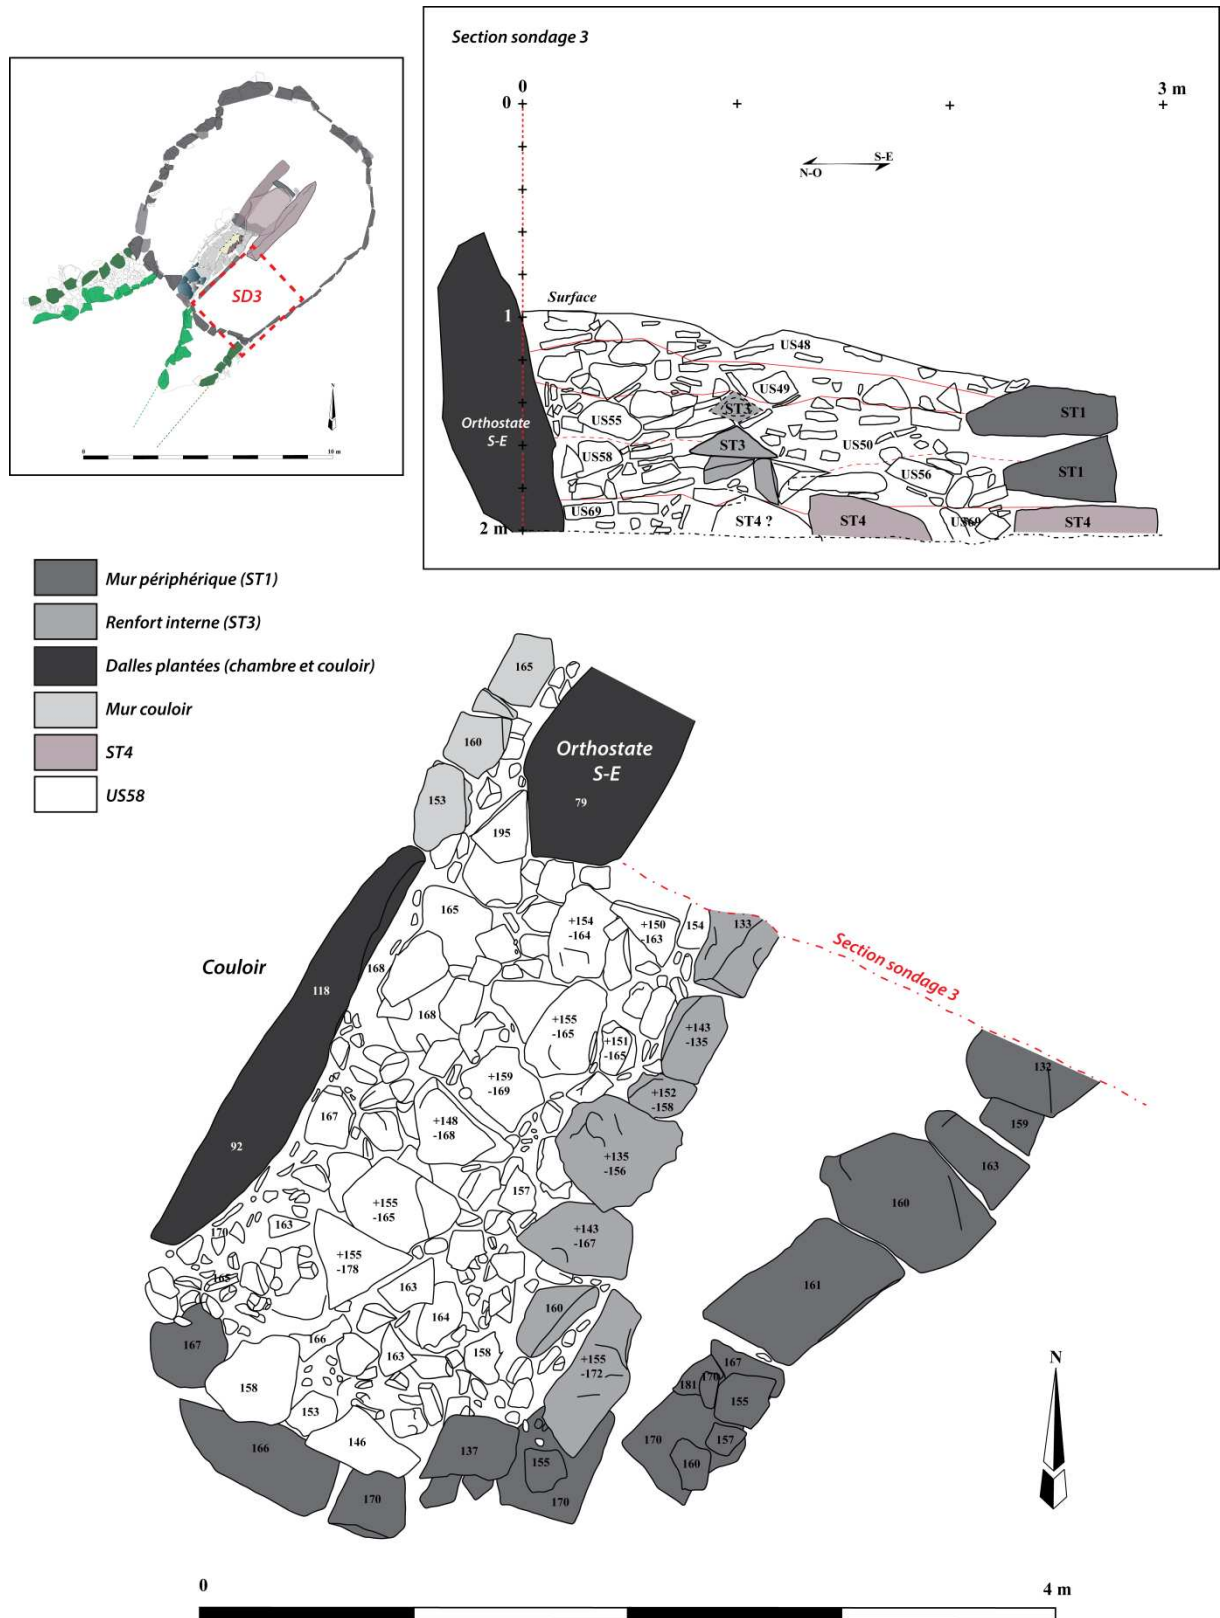 Section sondage 3
0
0
3 m
S-E
N-O
Surface
1
US48
US49
ST3
ST1
US55
Orthostate
S-E
ST3
US50
US58
US56
ST1
US69
ST4 ?
ST4
US69
ST4
2 m
SD3
N
0
10 m
Mur périphérique (ST1)
Renfort interne (ST3)
Dalles plantées (chambre et couloir)
Mur couloir
ST4
US58
165
160
Orthostate
S-E
153
79
195
165
+154
-164
+150
-163
154
133
Couloir
168
Section sondage 3
118
168
+155
-165
+151
-165
+143
-135
132
+159
-169
+152
-158
159
167
+148
-168
92
+135
-156
163
160
157
+155
-165
170
163
+143
-167
+155
-178
165
163
161
160
164
167
166
163
158
+155
-172
158
167
170
181
155
153
146
166
137
155
170
157
160
170
170
N
0
4 m